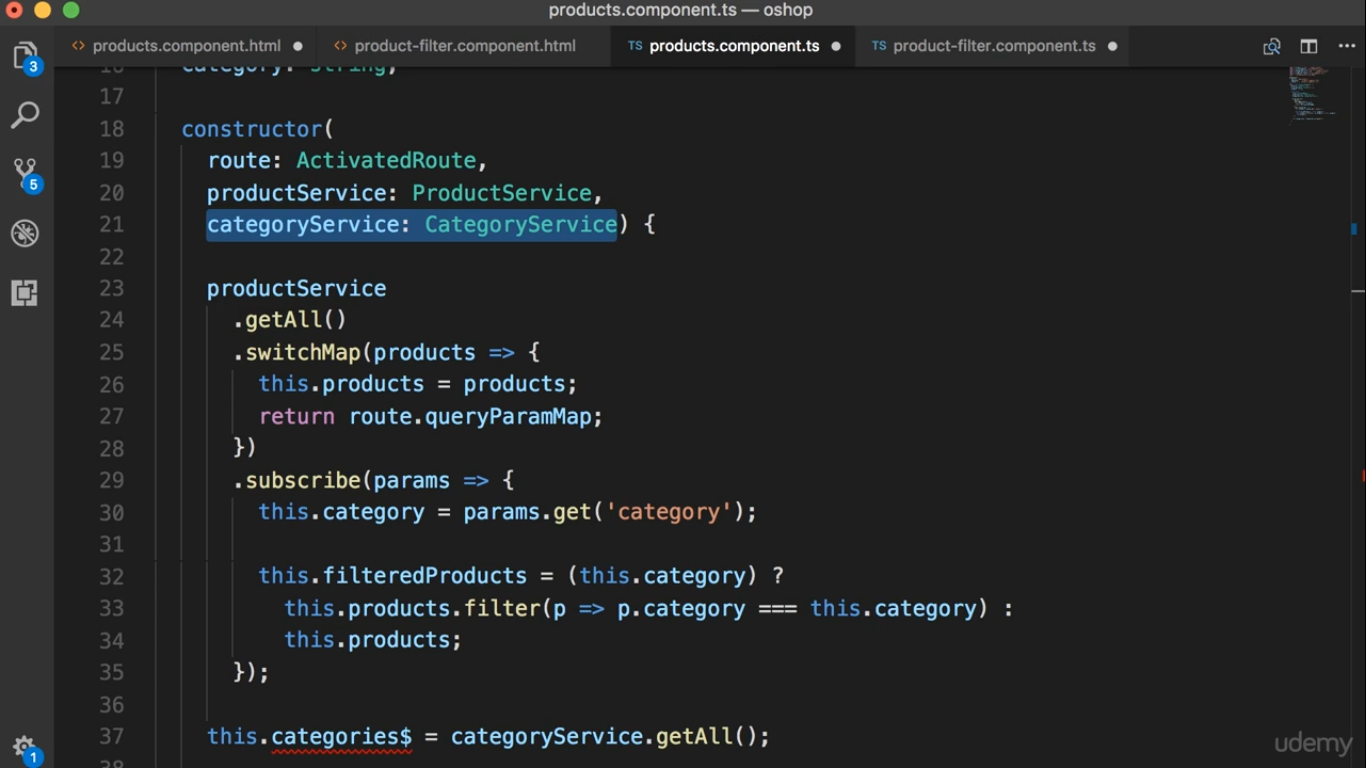 products.component.ts — oshop
products.component.html
product-filter.component.html
TS products.component.ts
TS product-filter.component.ts
3
5
1
16 category: string;
17
18 constructor(
19 route: ActivatedRoute,
20 productService: ProductService,
21 categoryService: CategoryService) {
22
23 productService
24 .getAll()
25 .switchMap(products => {
26 this.products = products;
27 return route.queryParamMap;
28 })
29 .subscribe(params => {
30 this.category = params.get('category');
31
32 this.filteredProducts = (this.category) ?
33 this.products.filter(p => p.category === this.category) :
34 this.products;
35 });
36
37 this.categories$ = categoryService.getAll();
38
udemy